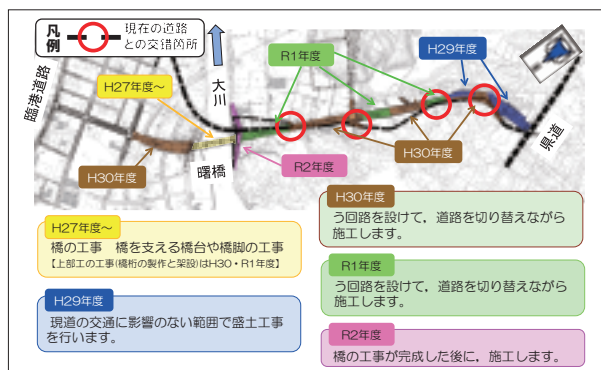 凡例
現在の道路
との交錯箇所
臨港道路
H27年度～
大川
R1年度
H29年度
H30年度
曙橋
R2年度
H30年度
県道
H27年度～
橋の工事　橋を支える橋台や橋脚の工事
【上部工の工事(橋桁の製作と架設)はH30・R1年度】
H29年度
現道の交通に影響のない範囲で盛土工事
を行います。
H30年度
う回路を設けて，道路を切り替えながら
施工します。
R1年度
う回路を設けて，道路を切り替えながら
施工します。
R2年度
橋の工事が完成した後に，施工します。